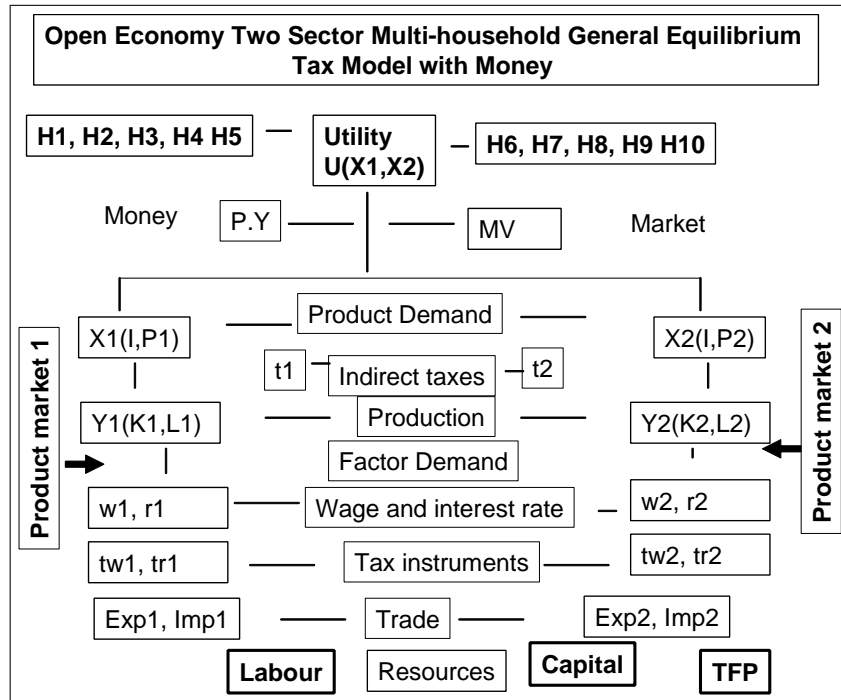 Open Economy Two Sector Multi-household General Equilibrium
Tax Model with Money
H1, H2, H3, H4 H5
Utility
U(X1,X2)
H6, H7, H8, H9 H10
Money
P.Y
MV
Market
Product Demand
X1(I,P1)
X2(I,P2)
t1
Indirect taxes
t2
Product market 1
Y1(K1,L1)
Production
Y2(K2,L2)
Product market 2
Factor Demand
w1, r1
Wage and interest rate
w2, r2
tw1, tr1
Tax instruments
tw2, tr2
Exp1, Imp1
Trade
Exp2, Imp2
Labour
Resources
Capital
TFP